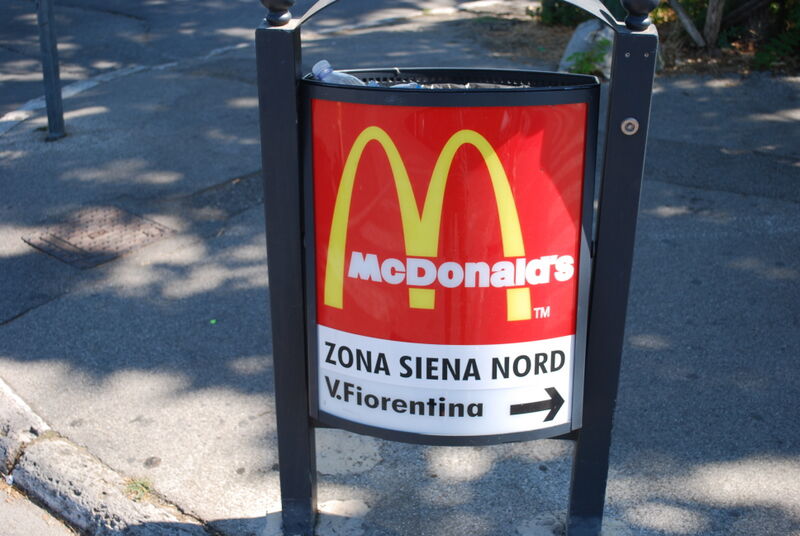 McDonald's
TM
ZONA SIENA NORD
V.Fiorentina